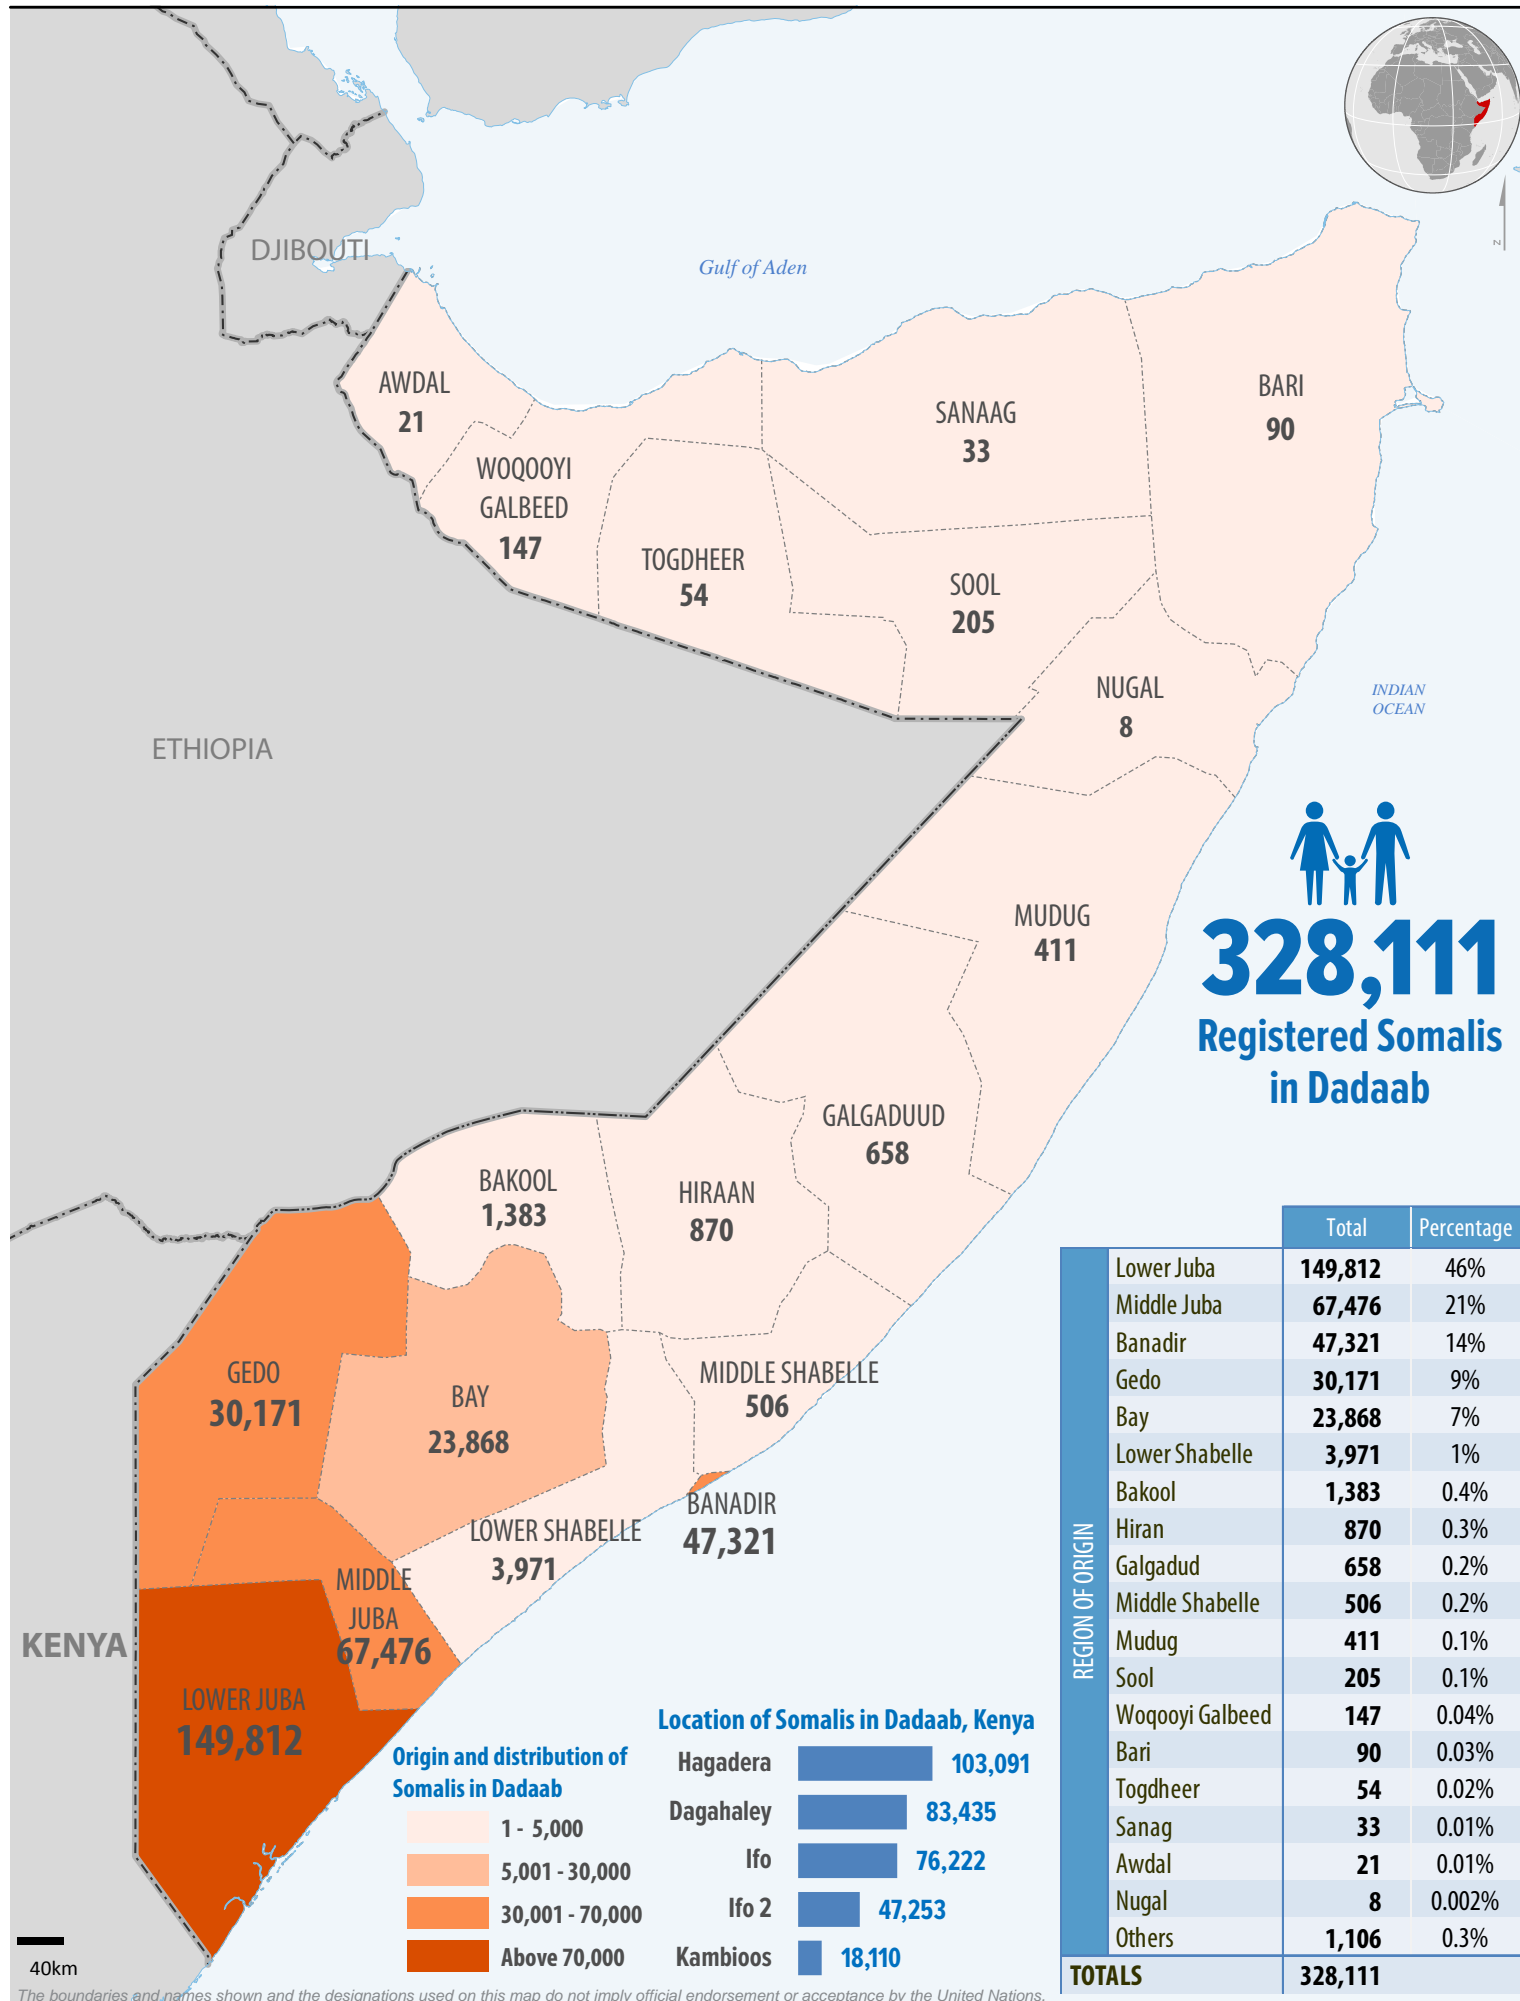 DJIBOUTI
Gulf of Aden
z
AWDAL
21
WOQOOYI
GALBEED
147
TOGDHEER
54
SANAAG
33
BARI
90
SOOL
205
NUGAL
8
INDIAN
OCEAN
ETHIOPIA
MUDUG
411
328,111
Registered Somalis
in Dadaab
GALGADUUD
658
BAKOOL
1,383
HIRAAN
870
GEDO
30,171
BAY
23,868
MIDDLE SHABELLE
506
BANADIR
47,321
LOWER SHABELLE
3,971
MIDDLE
JUBA
67,476
KENYA
LOWER JUBA
149,812
Total Percentage
REGION OF ORIGIN
Lower Juba 149,812 46%
Middle Juba 67,476 21%
Banadir 47,321 14%
Gedo 30,171 9%
Bay 23,868 7%
Lower Shabelle 3,971 1%
Bakool 1,383 0.4%
Hiran 870 0.3%
Galgadud 658 0.2%
Middle Shabelle 506 0.2%
Mudug 411 0.1%
Sool 205 0.1%
Woqooyi Galbeed 147 0.04%
Bari 90 0.03%
Togdheer 54 0.02%
Sanag 33 0.01%
Awdal 21 0.01%
Nugal 8 0.002%
Others 1,106 0.3%
TOTALS 328,111
Origin and distribution of
Somalis in Dadaab
1 - 5,000
5,001 - 30,000
30,001 - 70,000
Above 70,000
Location of Somalis in Dadaab, Kenya
Hagadera 103,091
Dagahaley 83,435
Ifo 76,222
Ifo 2 47,253
Kambioos 18,110
40km
The boundaries and names shown and the designations used on this map do not imply official endorsement or acceptance by the United Nations.